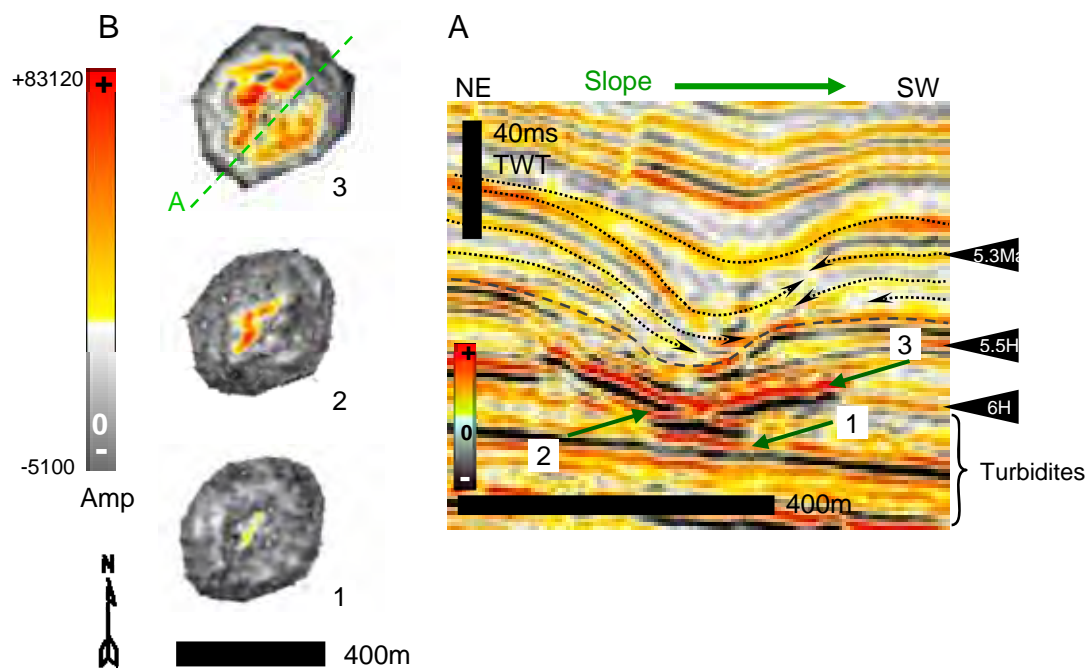 B
+83120
+
0
-
-5100
Amp
N
A
3
2
1
400m
A
NE
Slope
SW
40ms
TWT
5.3Ma
5.5H
6H
3
1
2
+
0
-
400m
Turbidites